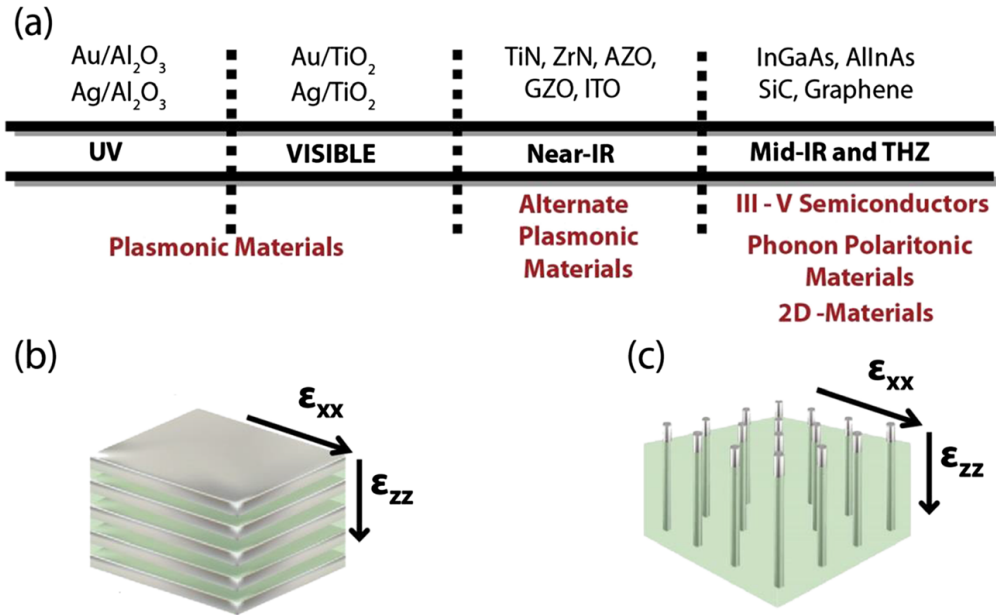 (a)
Au/Al₂O₃
Ag/Al₂O₃
Au/TiO₂
Ag/TiO₂
TiN, ZrN, AZO,
GZO, ITO
InGaAs, AlInAs
SiC, Graphene
UV
VISIBLE
Near-IR
Mid-IR and THZ
Plasmonic Materials
Alternate
Plasmonic
Materials
III - V Semiconductors
Phonon Polaritonic
Materials
2D -Materials
(b)
εxx
εzz
(c)
εxx
εzz